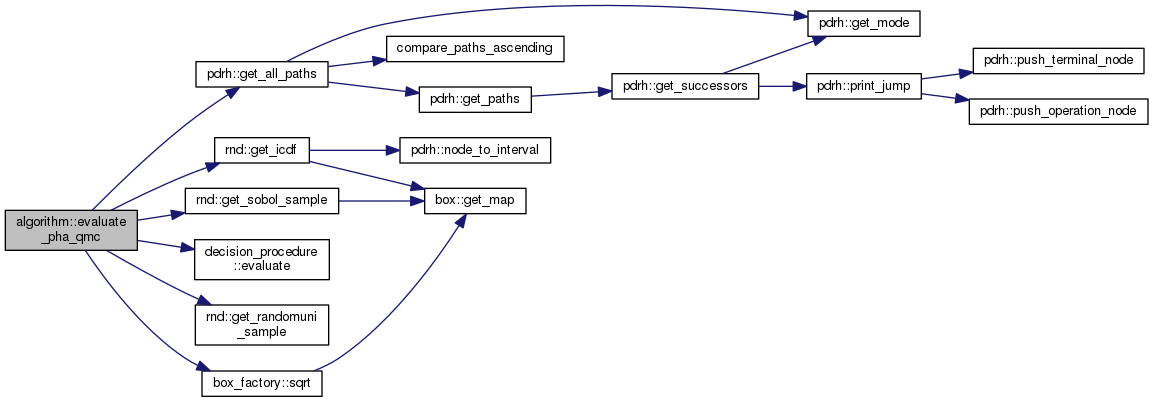 pdrh::get_mode
compare_paths_ascending
pdrh::push_terminal_node
pdrh::get_all_paths
pdrh::get_successors
pdrh::print_jump
pdrh::get_paths
pdrh::push_operation_node
rnd::get_icdf
pdrh::node_to_interval
rnd::get_sobol_sample
box::get_map
algorithm::evaluate
_pha_qmc
decision_procedure
::evaluate
rnd::get_randomuni
_sample
box_factory::sqrt